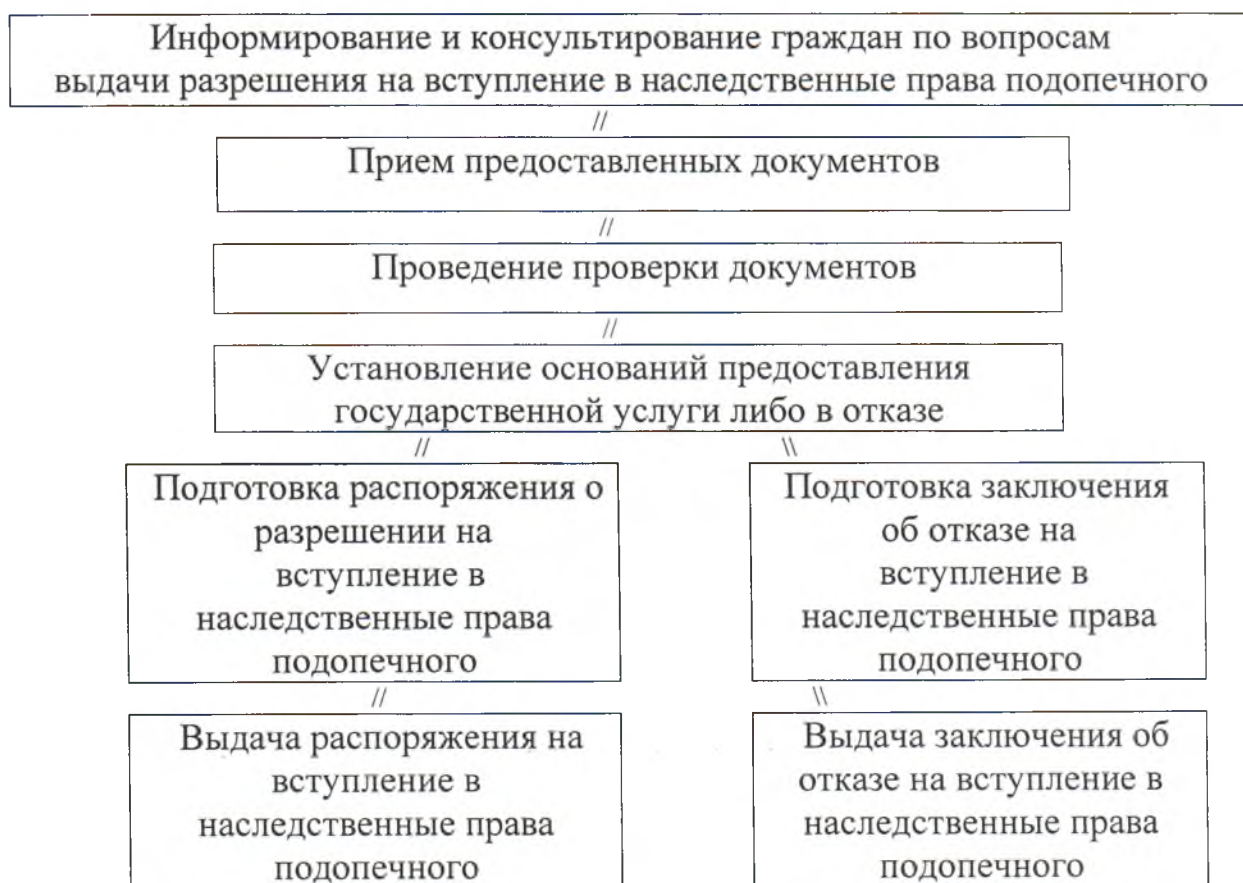 Информирование и консультирование граждан по вопросам
выдачи разрешения на вступление в наследственные права подопечного
//
Прием предоставленных документов
//
Проведение проверки документов
//
Установление оснований предоставления
государственной услуги либо в отказе
// \\
Подготовка распоряжения о
разрешении на
вступление в
наследственные права
подопечного
Подготовка заключения
об отказе на
вступление в
наследственные права
подопечного
// \\
Выдача распоряжения на
вступление в
наследственные права
подопечного
Выдача заключения об
отказе на вступление в
наследственные права
подопечного